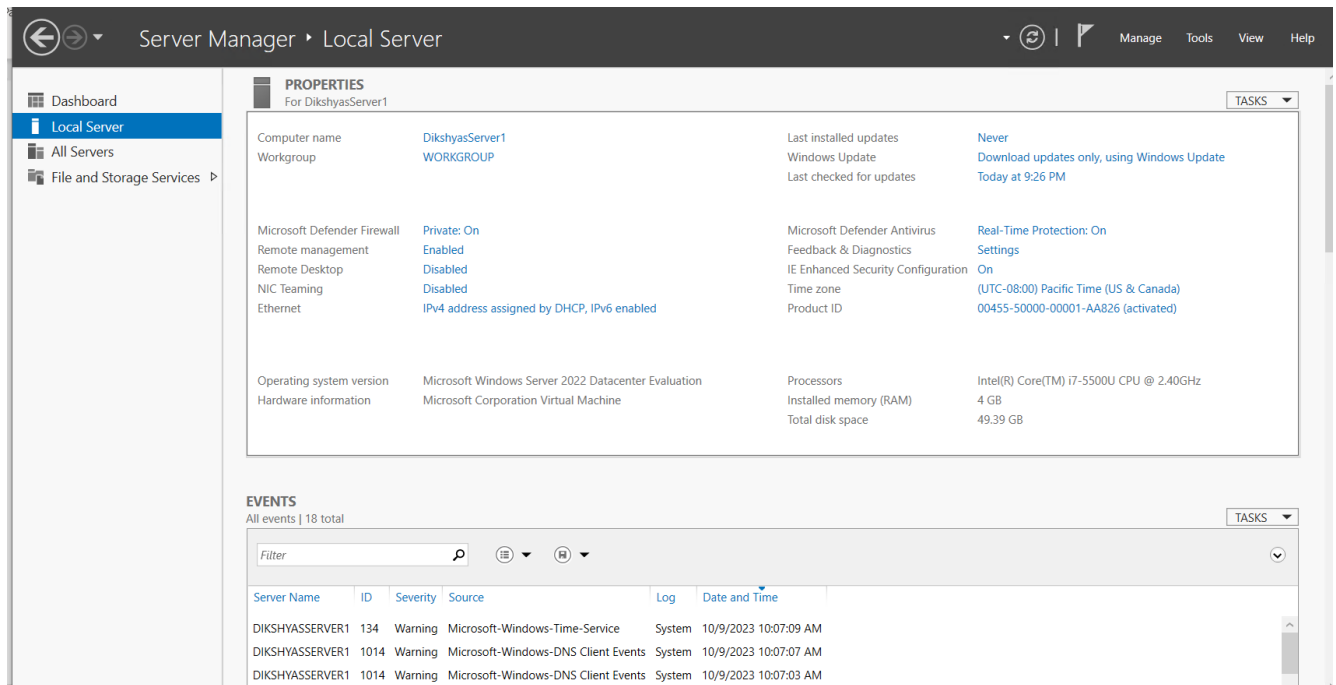 Server Manager ‣ Local Server
Manage Tools View Help
Dashboard
Local Server
All Servers
File and Storage Services
PROPERTIES
For DikshyasServer1
TASKS
Computer name DikshyasServer1 Last installed updates Never
Workgroup WORKGROUP Windows Update Download updates only, using Windows Update
Last checked for updates Today at 9:26 PM
Microsoft Defender Firewall Private: On Microsoft Defender Antivirus Real-Time Protection: On
Remote management Enabled Feedback & Diagnostics Settings
Remote Desktop Disabled IE Enhanced Security Configuration On
NIC Teaming Disabled Time zone (UTC-08:00) Pacific Time (US & Canada)
Ethernet IPv4 address assigned by DHCP, IPv6 enabled Product ID 00455-50000-00001-AA826 (activated)
Operating system version Microsoft Windows Server 2022 Datacenter Evaluation Processors Intel(R) Core(TM) i7-5500U CPU @ 2.40GHz
Hardware information Microsoft Corporation Virtual Machine Installed memory (RAM) 4 GB
Total disk space 49.39 GB
EVENTS
All events | 18 total
TASKS
Filter
Server Name ID Severity Source Log Date and Time
DIKSHYASSERVER1 134 Warning Microsoft-Windows-Time-Service System 10/9/2023 10:07:09 AM
DIKSHYASSERVER1 1014 Warning Microsoft-Windows-DNS Client Events System 10/9/2023 10:07:07 AM
DIKSHYASSERVER1 1014 Warning Microsoft-Windows-DNS Client Events System 10/9/2023 10:07:03 AM